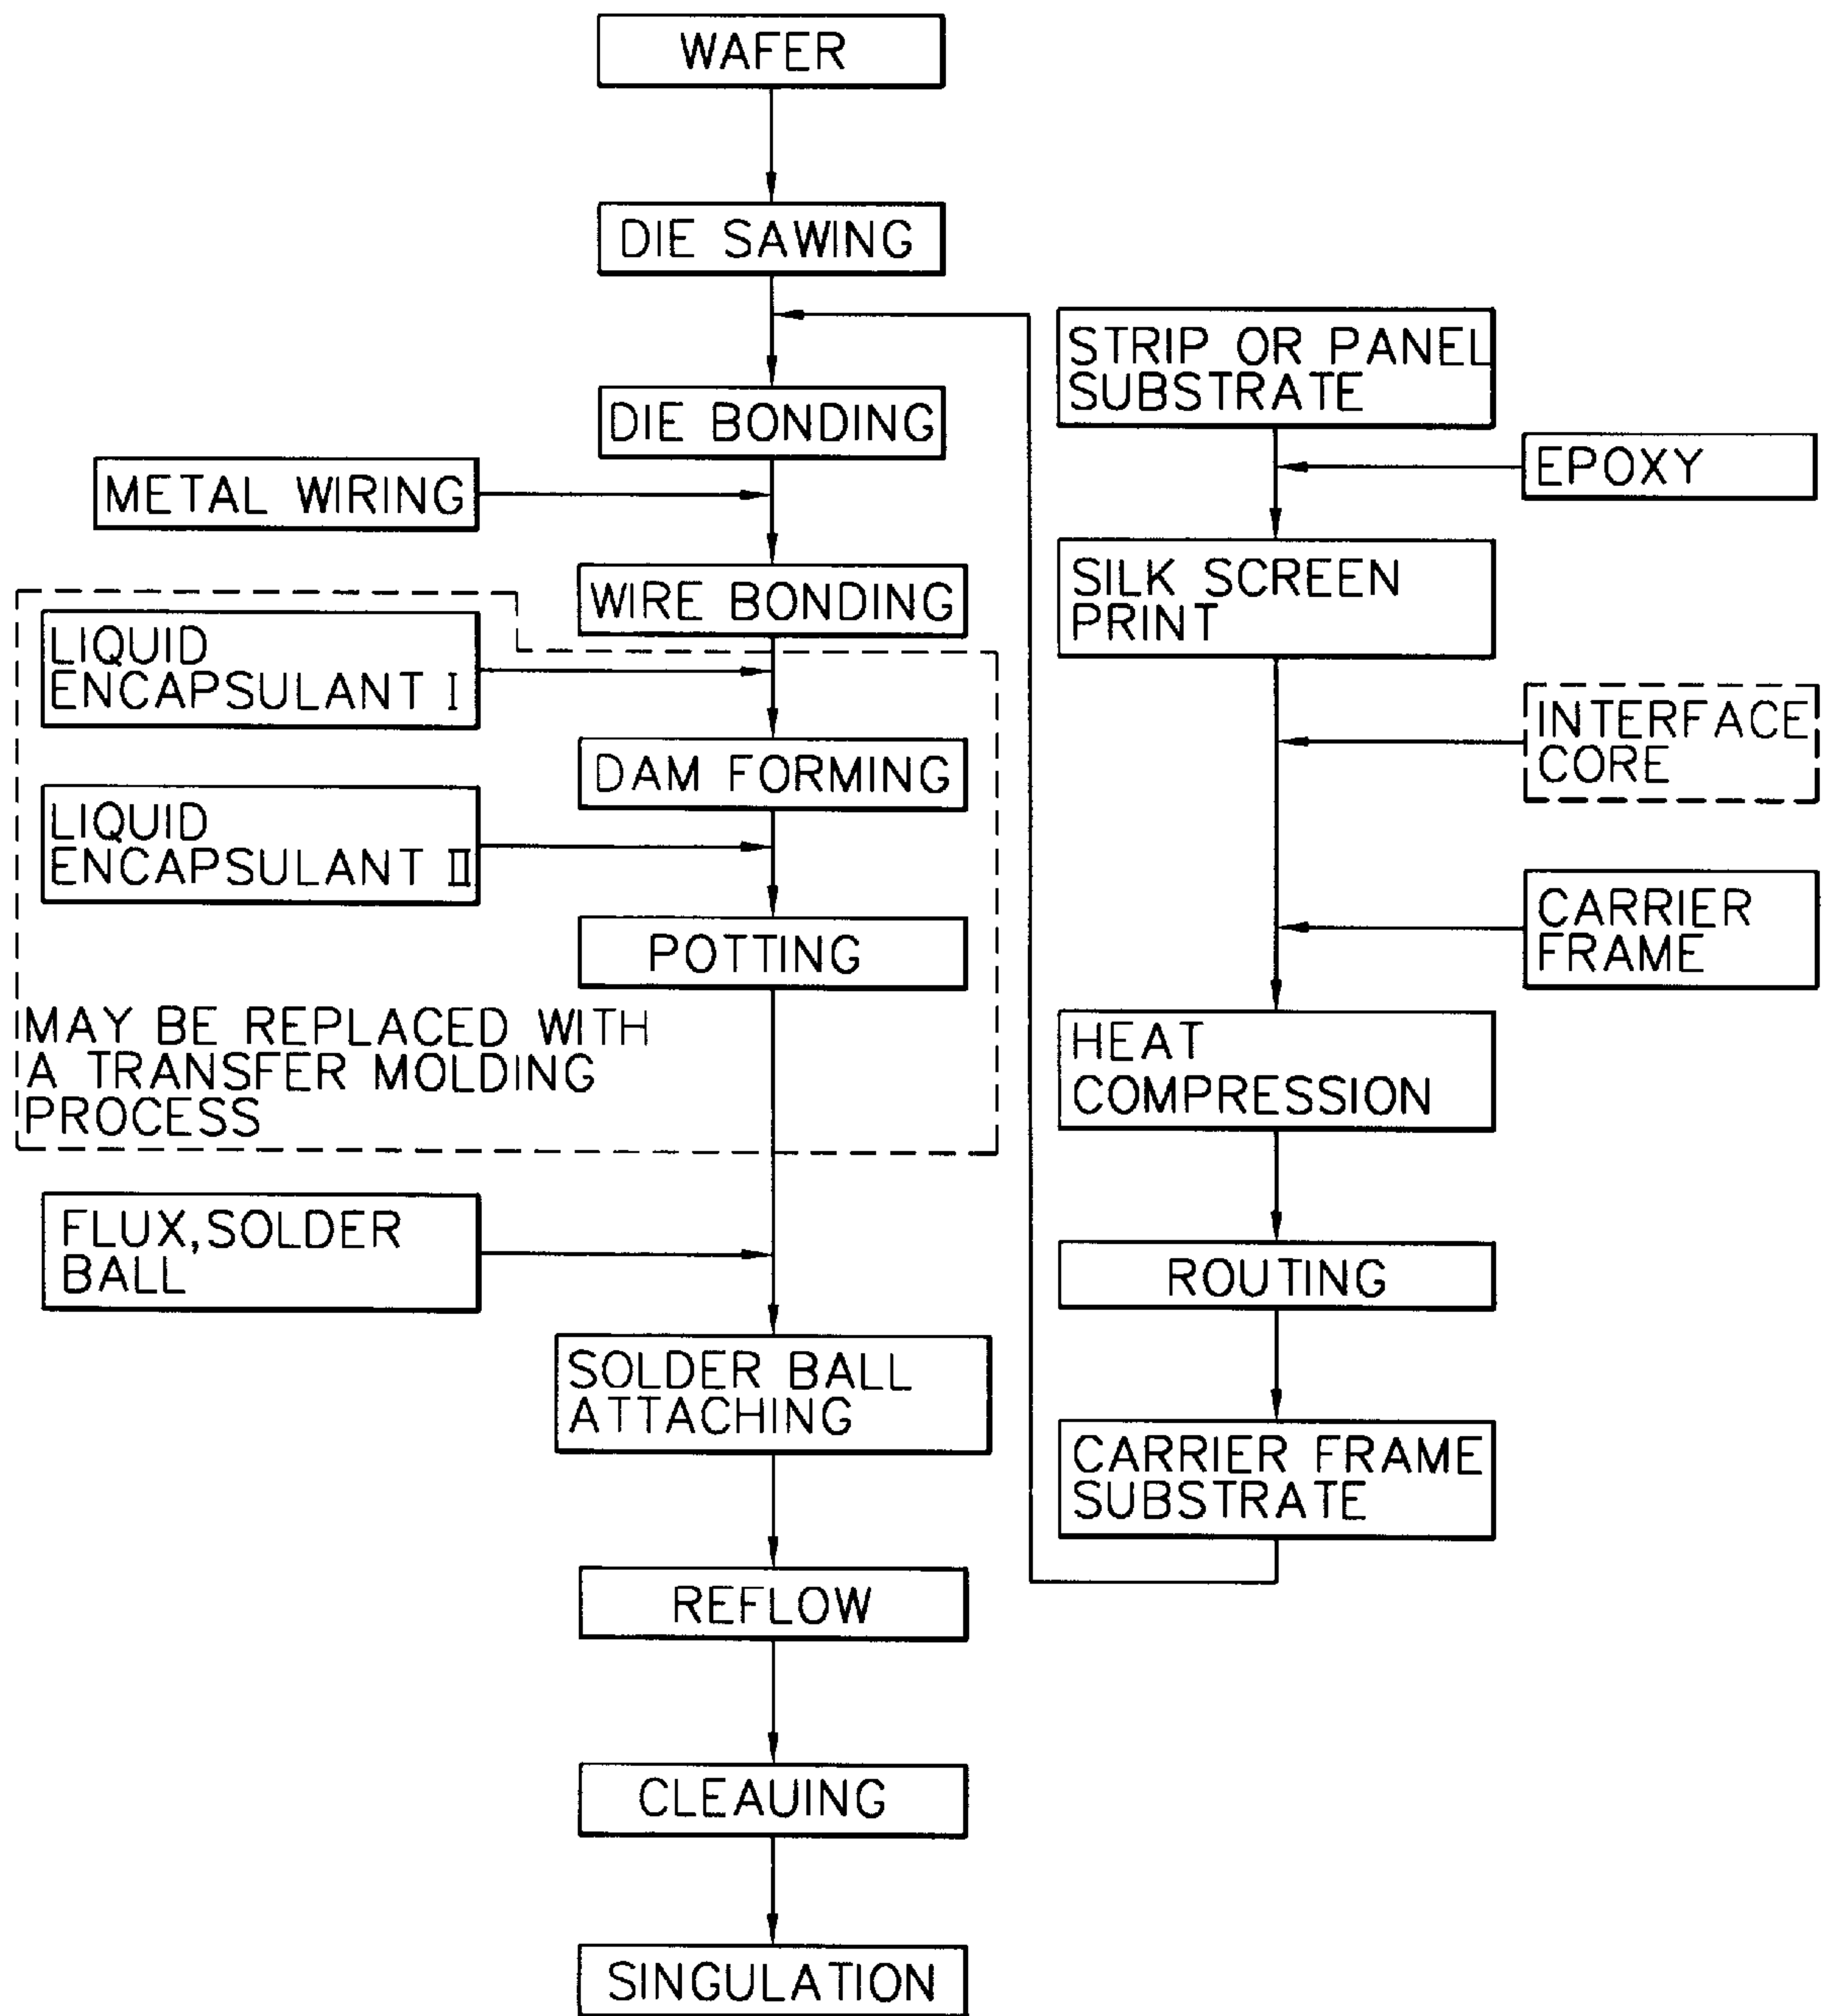 WAFER
DIE SAWING
DIE BONDING
METAL WIRING
WIRE BONDING
LIQUID
ENCAPSULANT I
DAM FORMING
LIQUID
ENCAPSULANT II
POTTING
MAY BE REPLACED WITH
A TRANSFER MOLDING
PROCESS
FLUX,SOLDER
BALL
SOLDER BALL
ATTACHING
REFLOW
CLEAUING
SINGULATION
STRIP OR PANEL
SUBSTRATE
EPOXY
SILK SCREEN
PRINT
INTERFACE
CORE
CARRIER
FRAME
HEAT
COMPRESSION
ROUTING
CARRIER FRAME
SUBSTRATE